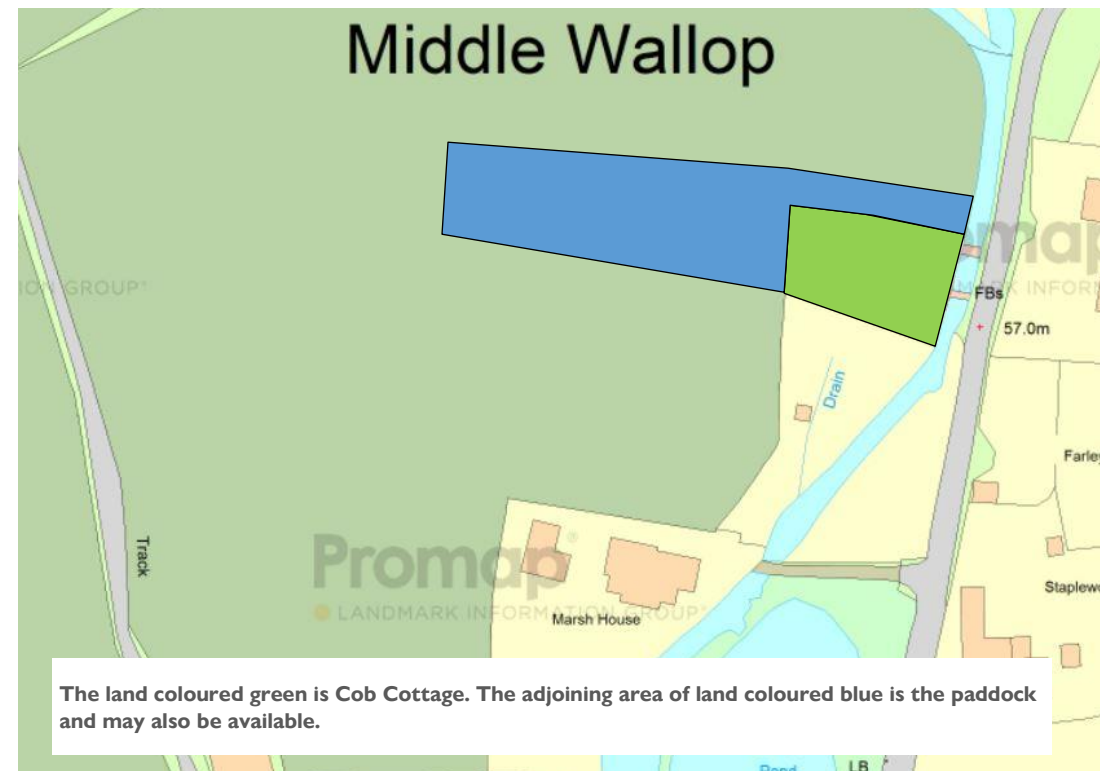 Middle Wallop
GROUP®
FBs
57.0m
Drain
Farley
Track
Promap®
LANDMARK INFORMATION GROUP®
Marsh House
The land coloured green is Cob Cottage. The adjoining area of land coloured blue is the paddock
and may also be available.
Pond
LB